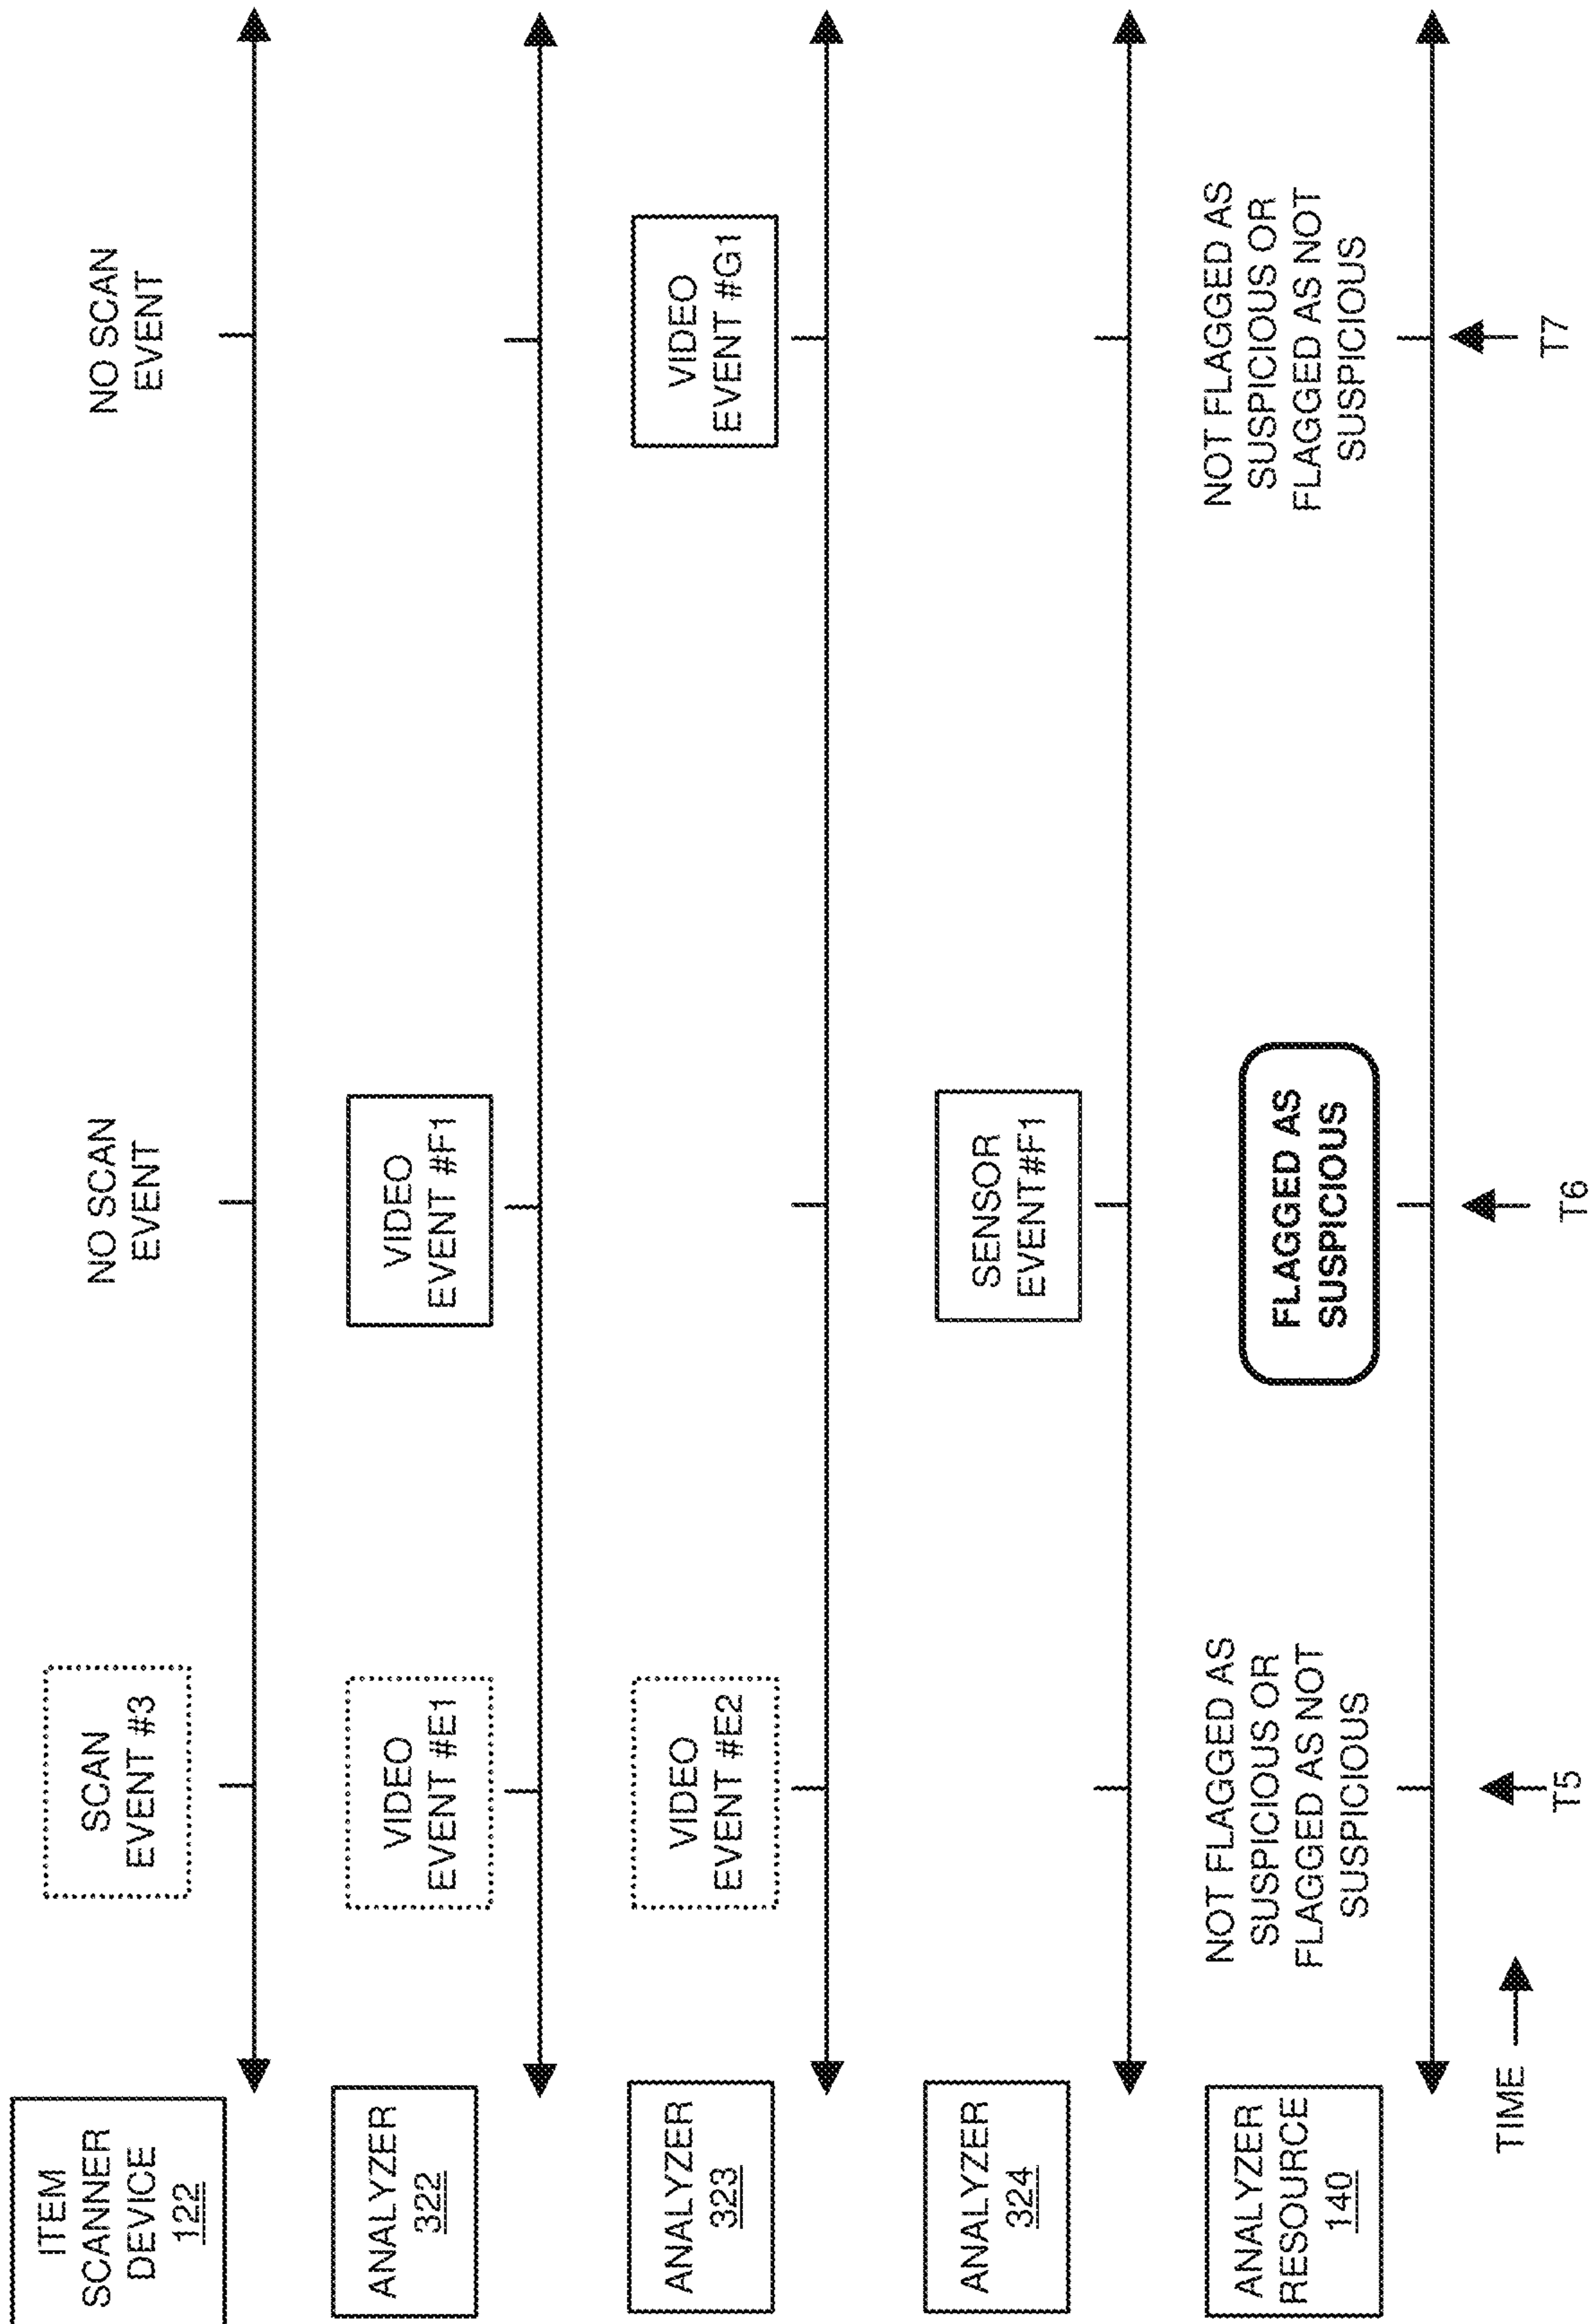 ITEM
SCANNER
DEVICE
122
SCAN
EVENT #3
NO SCAN
EVENT
NO SCAN
EVENT
ANALYZER
322
VIDEO
EVENT #E1
VIDEO
EVENT #F1
ANALYZER
323
VIDEO
EVENT #E2
VIDEO
EVENT #G1
ANALYZER
324
SENSOR
EVENT#F1
ANALYZER
RESOURCE
140
NOT FLAGGED AS
SUSPICIOUS OR
FLAGGED AS NOT
SUSPICIOUS
FLAGGED AS
SUSPICIOUS
NOT FLAGGED AS
SUSPICIOUS OR
FLAGGED AS NOT
SUSPICIOUS
TIME
T5
T6
T7